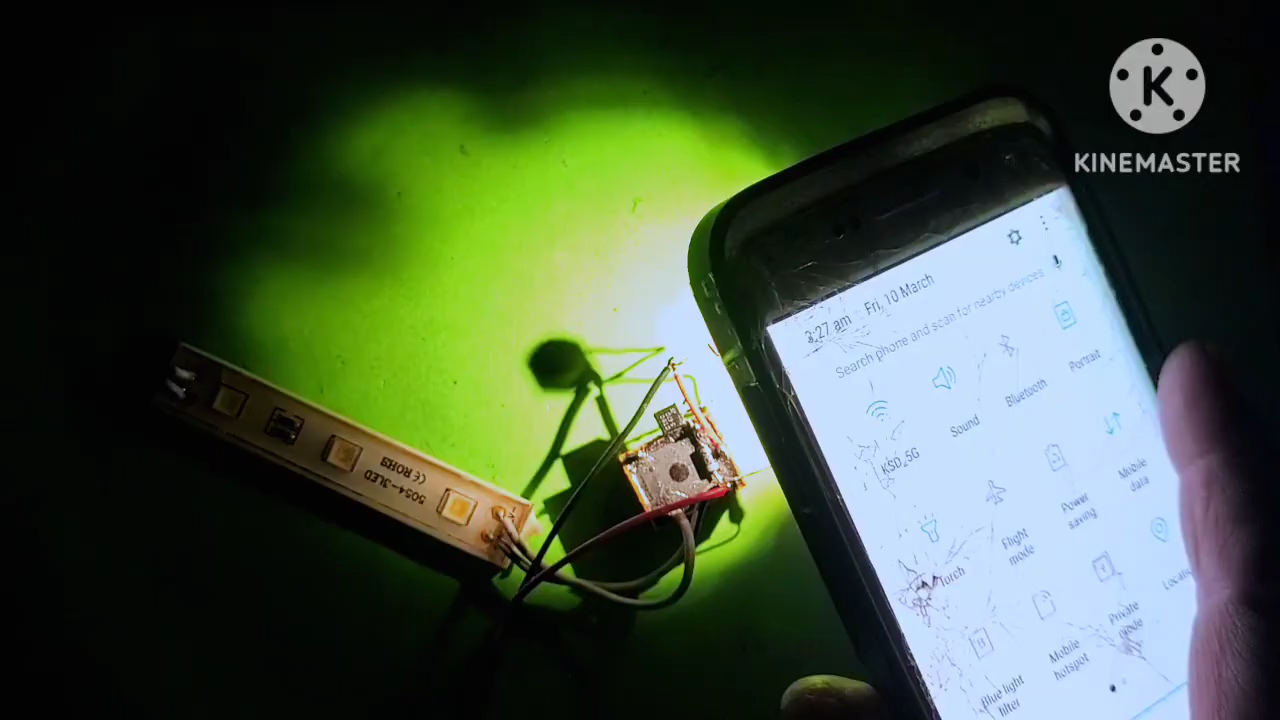 K
KINEMASTER
3:27 am Fri, 10 March
Search phone and scan for nearby devices
KSD_5G
Sound
Bluetooth
Portrait
Torch
Flight
mode
Power
saving
Mobile
data
Blue light
filter
Mobile
hotspot
Private
mode
5054-3LED
CE ROHS